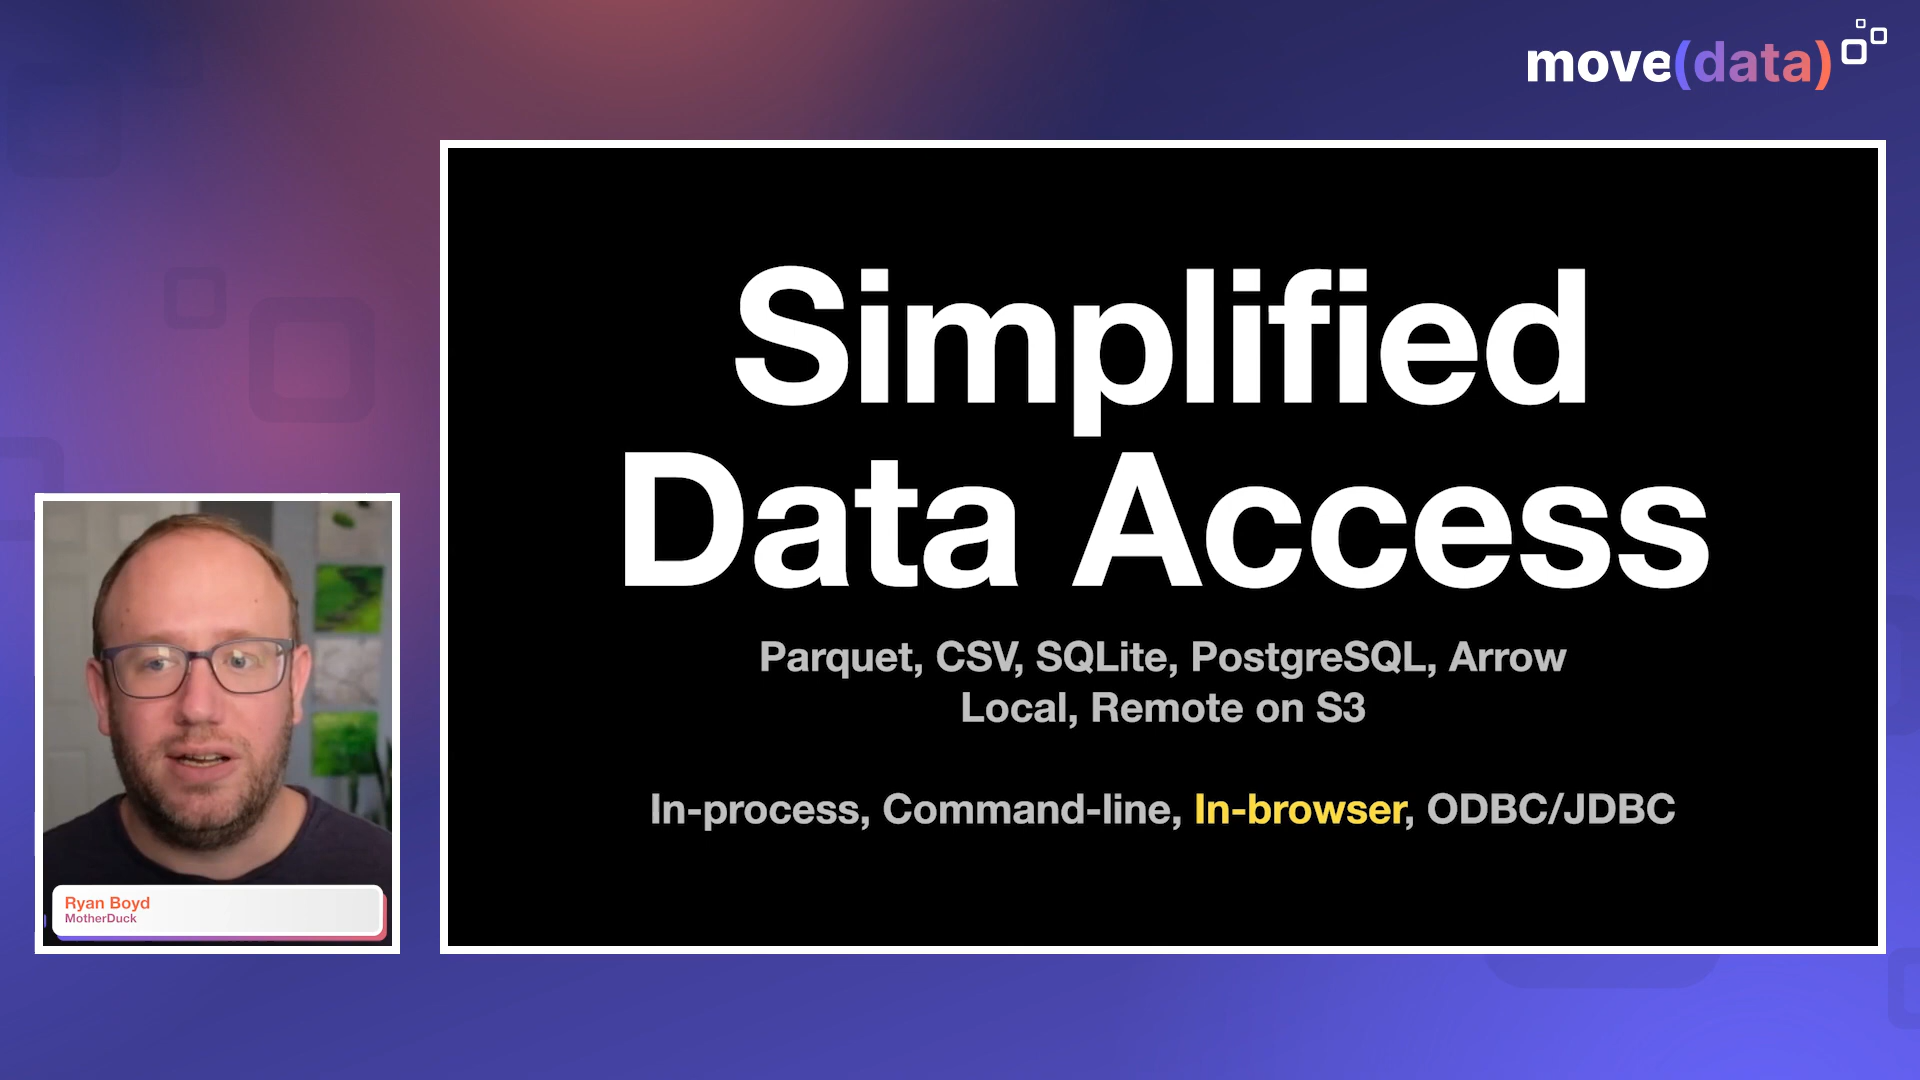 move(data)
Simplified
Data Access
Parquet, CSV, SQLite, PostgreSQL, Arrow
Local, Remote on S3
In-process, Command-line, In-browser, ODBC/JDBC
Ryan Boyd
MotherDuck